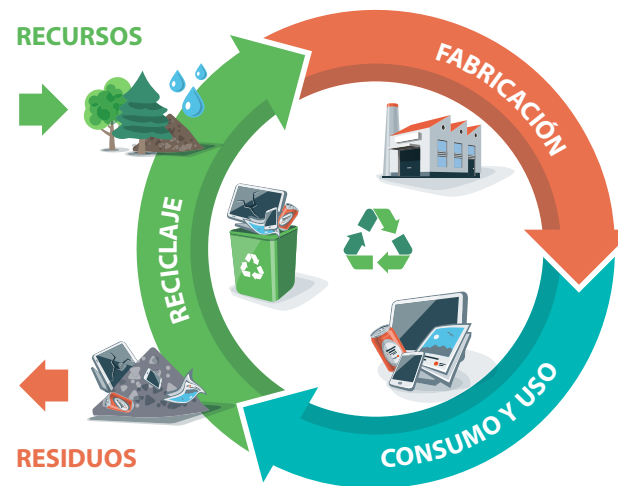 RECURSOS
FABRICACIÓN
RECICLAJE
CONSUMO Y USO
RESIDUOS